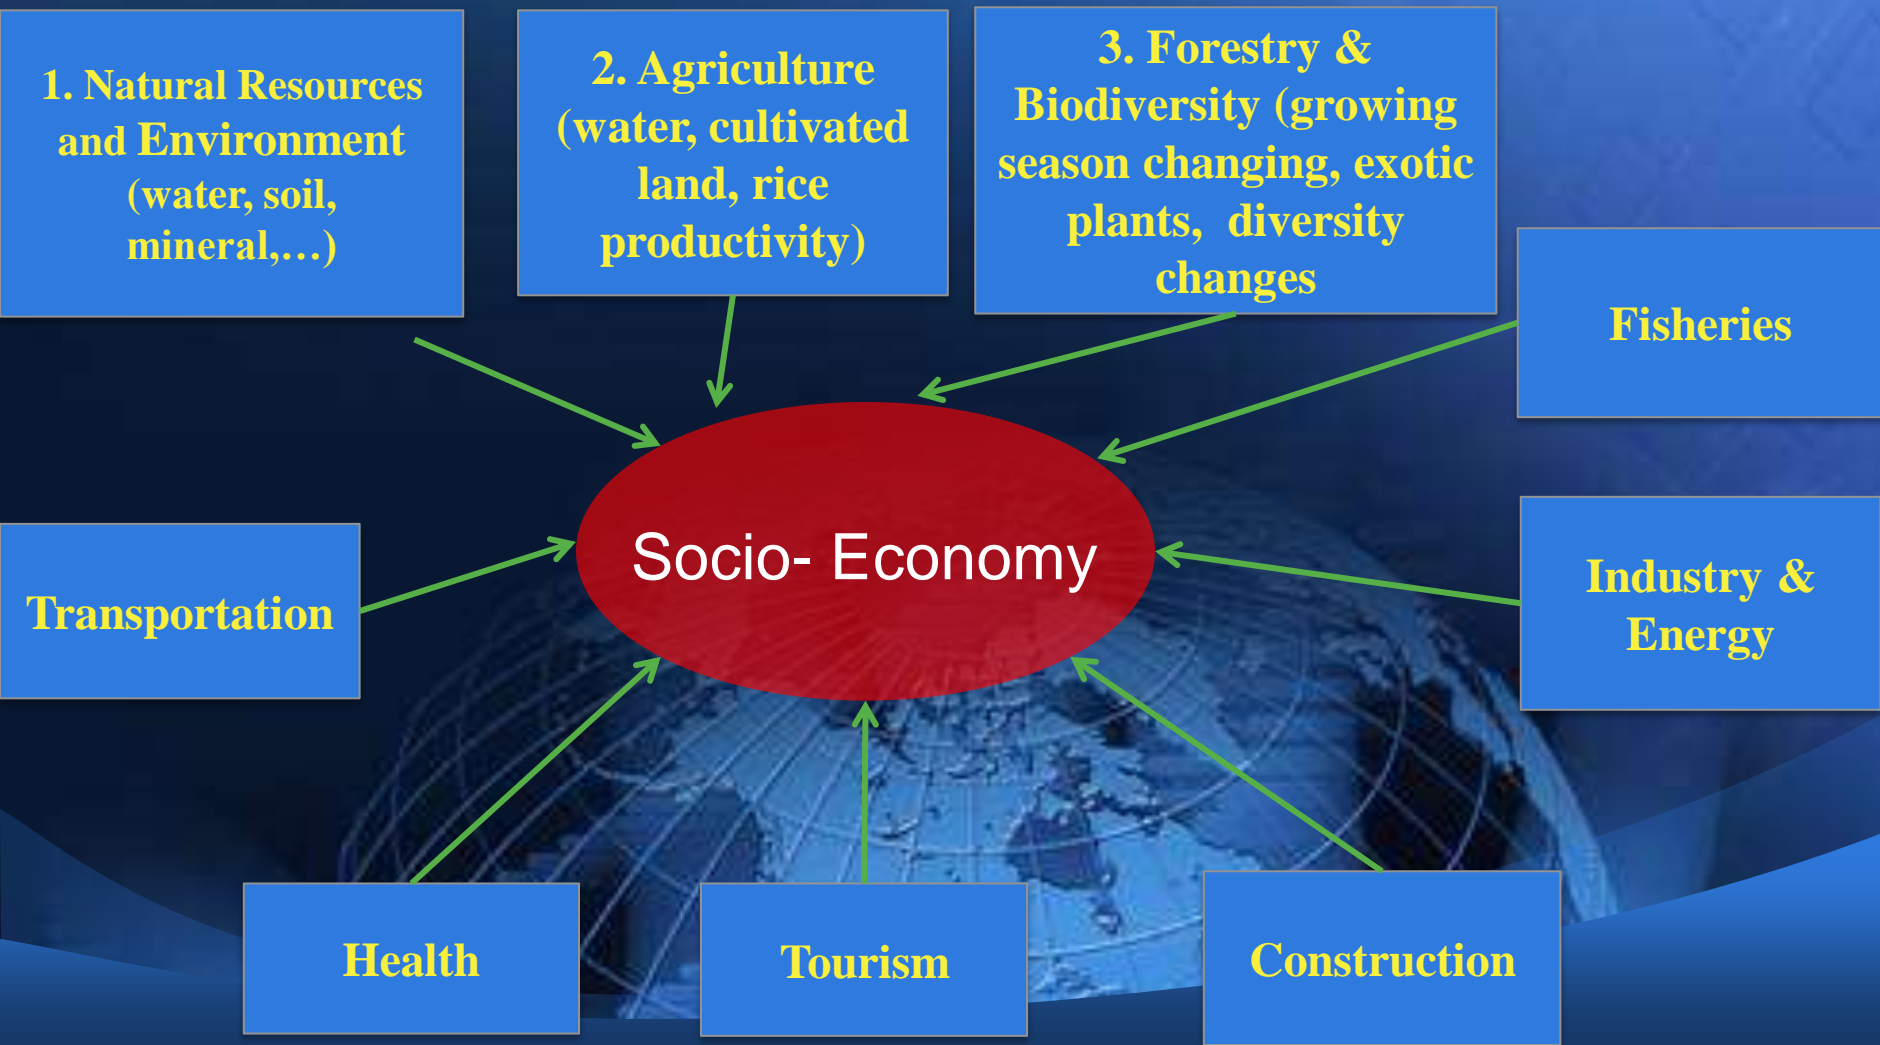 1. Natural Resources
and Environment
(water, soil,
mineral,…)
2. Agriculture
(water, cultivated
land, rice
productivity)
3. Forestry &
Biodiversity (growing
season changing, exotic
plants,  diversity
changes
Fisheries
Socio- Economy
Transportation
Industry &
Energy
Health
Tourism
Construction